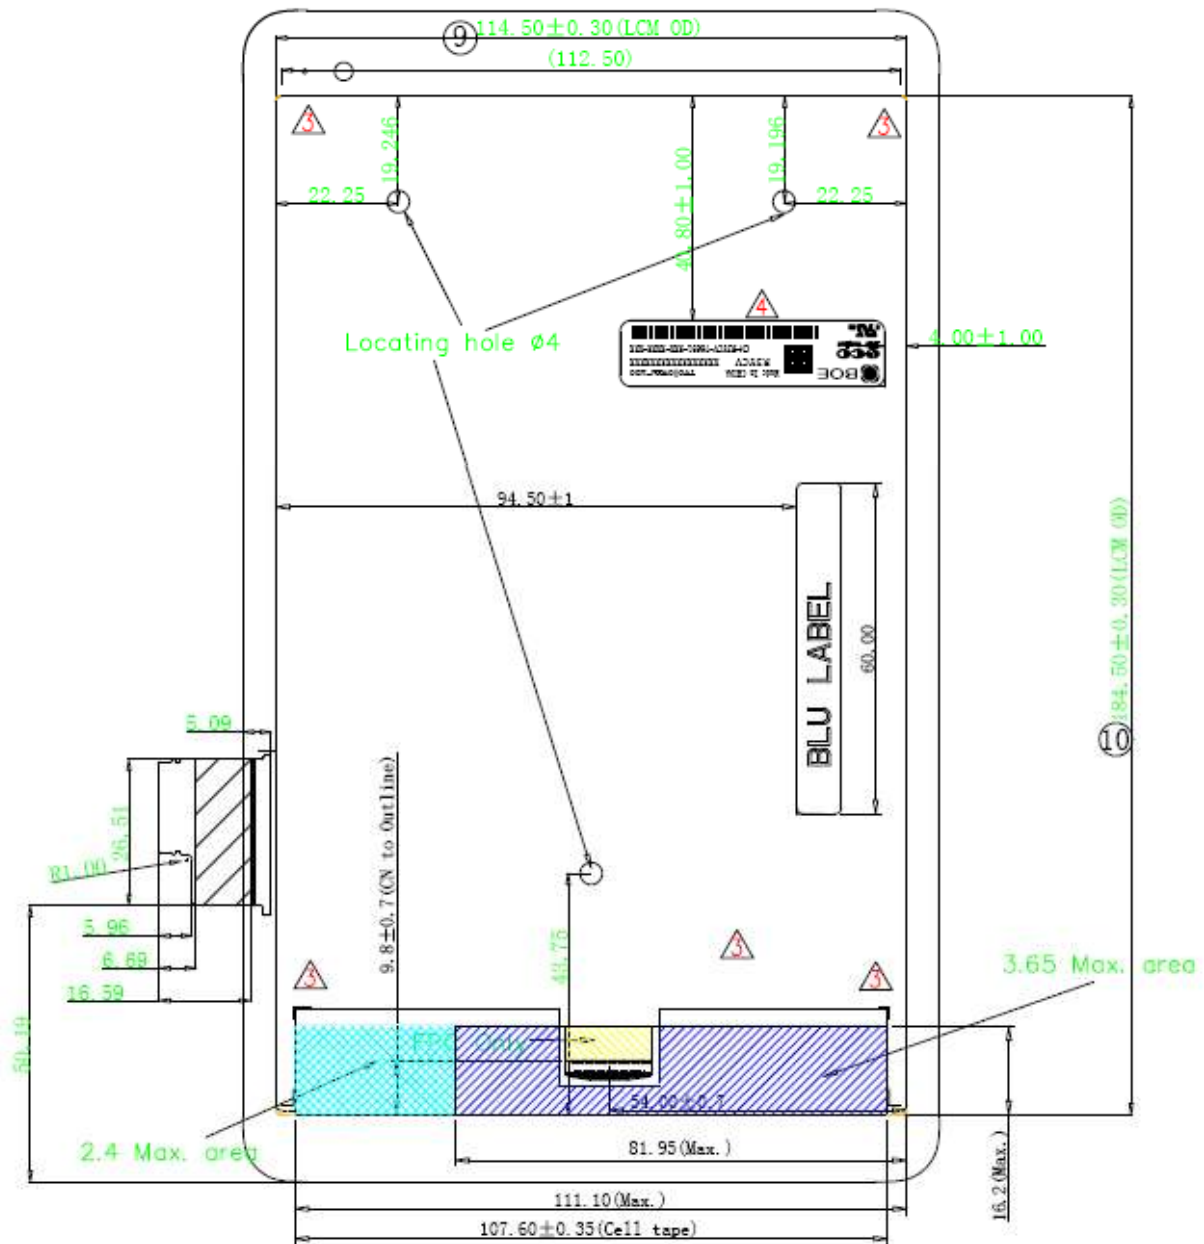 9 114.50±0.30(LCM OD)
(112.50)
3
3
19.246
19.196
40.80±1.00
22.25
22.25
4
Locating hole ø4
4.00±1.00
BOE
94.50±1
BLU LABEL
60.00
184.50±0.30(LCM OD)
10
5.09
26.51
R1.00
5.96
6.69
16.59
50.19
9.8±0.7(CN to Outline)
43.75
3
3
3
3.65 Max. area
FPC Only
54.00±0.7
2.4 Max. area
81.95(Max.)
16.2(Max.)
111.10(Max.)
107.60±0.35(Cell tape)